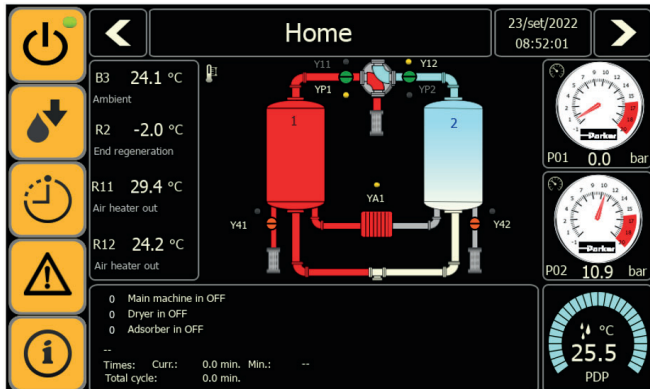 Home
23/set/2022
08:52:01
B3 24.1 °C
Ambient
R2 -2.0 °C
End regeneration
R11 29.4 °C
Air heater out
R12 24.2 °C
Air heater out
Y11
Y12
YP1
YP2
1
2
YA1
Y41
Y42
Parker
P01 0.0 bar
Parker
P02 10.9 bar
°C
25.5
PDP
0 Main machine in OFF
0 Dryer in OFF
0 Adsorber in OFF
--
Times: Curr.: 0.0 min. Min.: --
Total cycle: 0.0 min.
i